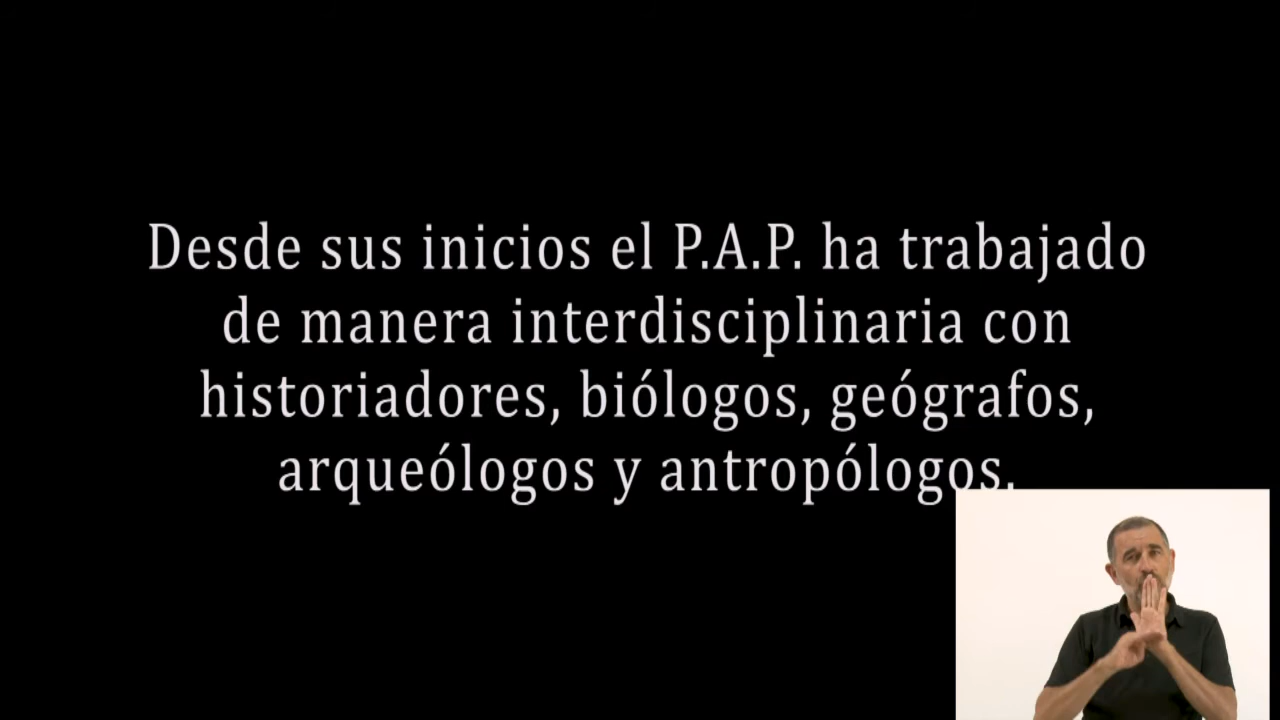 Desde sus inicios el P.A.P. ha trabajado
de manera interdisciplinaria con
historiadores, biólogos, geógrafos,
arqueólogos y antropólogos.